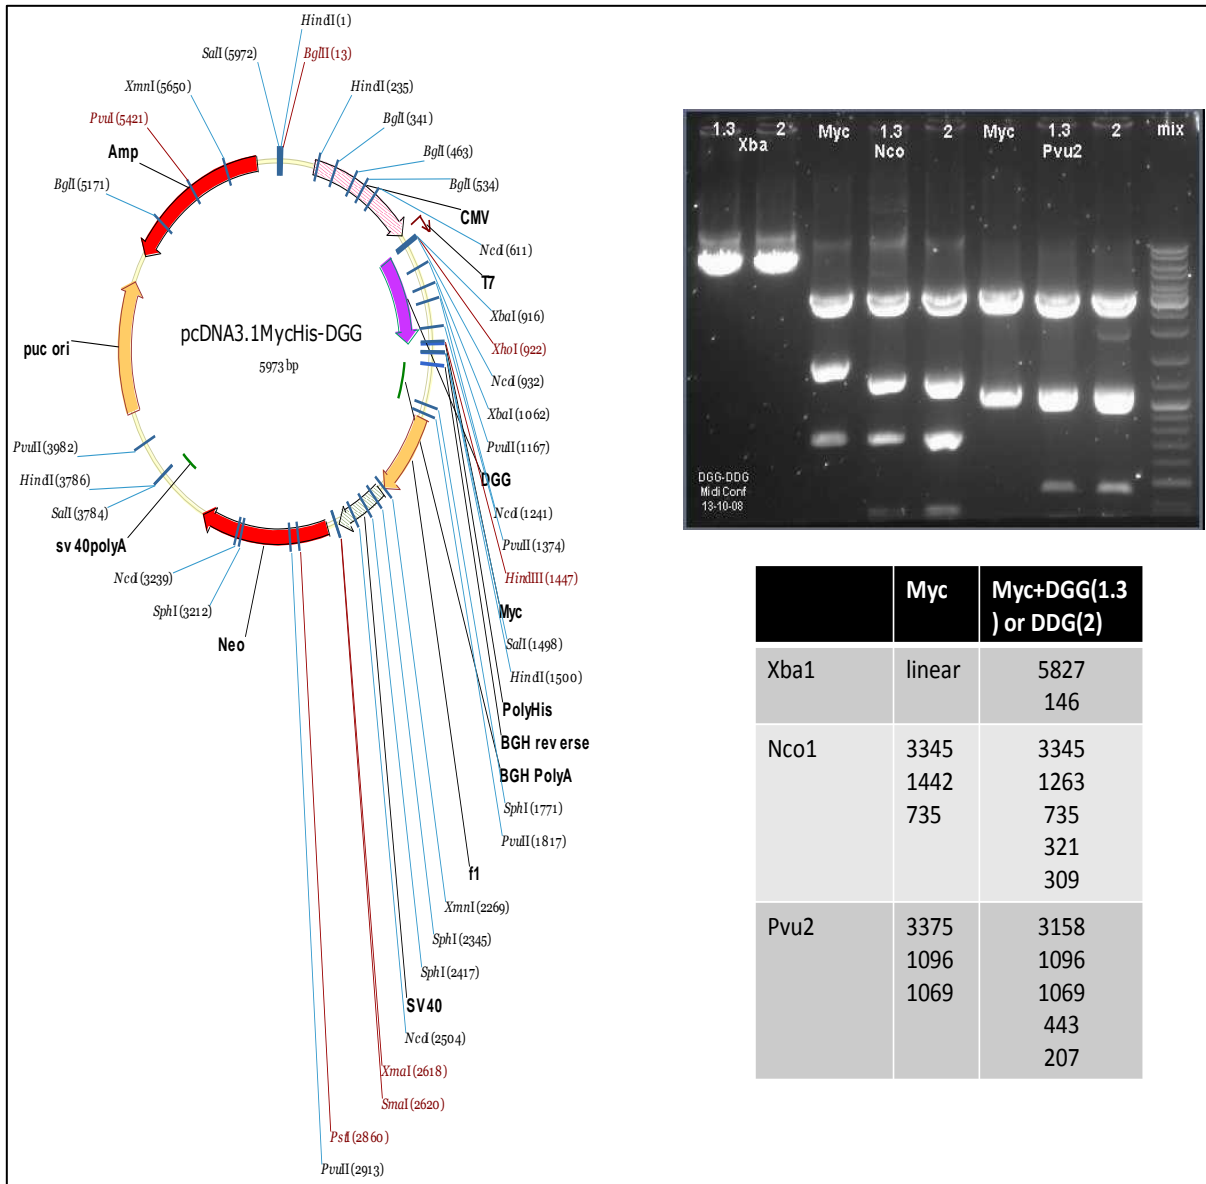 HindI (1)
BglII (13)
SalI (5972)
XmnI (5650)
PvuI (5421)
Amp
BglI (5171)
HindI (235)
BglI (341)
BglI (463)
BglI (534)
CMV
NcoI (611)
T7
XbaI (916)
XhoI (922)
NcoI (932)
XbaI (1062)
PvuII (1167)
DGG
NcoI (1241)
PvuII (1374)
HindIII (1447)
Myc
SalI (1498)
HindI (1500)
PolyHis
BGH rev erse
BGH PolyA
SphI (1771)
PvuII (1817)
f1
XmnI (2269)
SphI (2345)
SphI (2417)
SV40
NcoI (2504)
XmaI (2618)
SmaI (2620)
PstI (2860)
PvuII (2913)
Neo
SphI (3212)
NcoI (3239)
sv 40polyA
SalI (3784)
HindI (3786)
PvuII (3982)
puc ori
pcDNA3.1MycHis-DGG
5973 bp
1.3 2 Myc 1.3 2 Myc 1.3 2 mix
Xba Nco Pvu2
DGG-DDG
Midi Conf
13-10-08
Myc Myc+DGG(1.3
) or DDG(2)
Xba1 linear 5827
146
Nco1 3345 3345
1442 1263
735 735
321
309
Pvu2 3375 3158
1096 1096
1069 1069
443
207